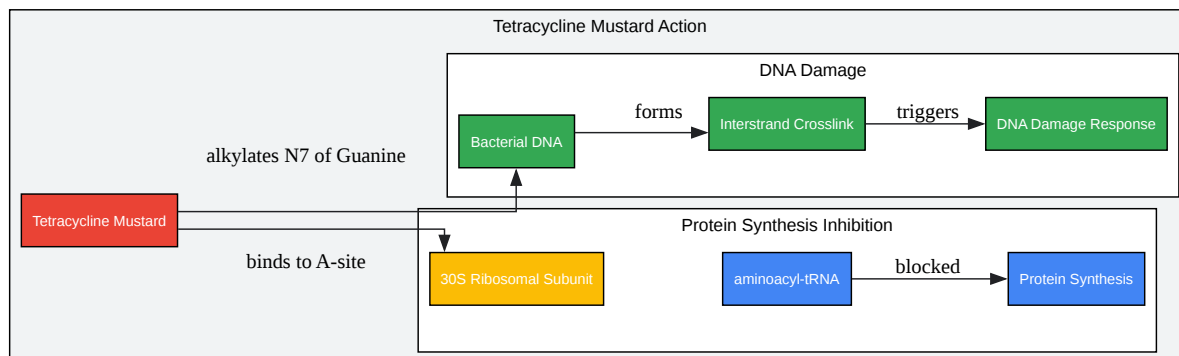 Tetracycline Mustard Action
DNA Damage
forms
triggers
Interstrand Crosslink
DNA Damage Response
Bacterial DNA
alkylates N7 of Guanine
Tetracycline Mustard
Protein Synthesis Inhibition
binds to A-site
blocked
30S Ribosomal Subunit
aminoacyl-tRNA
Protein Synthesis